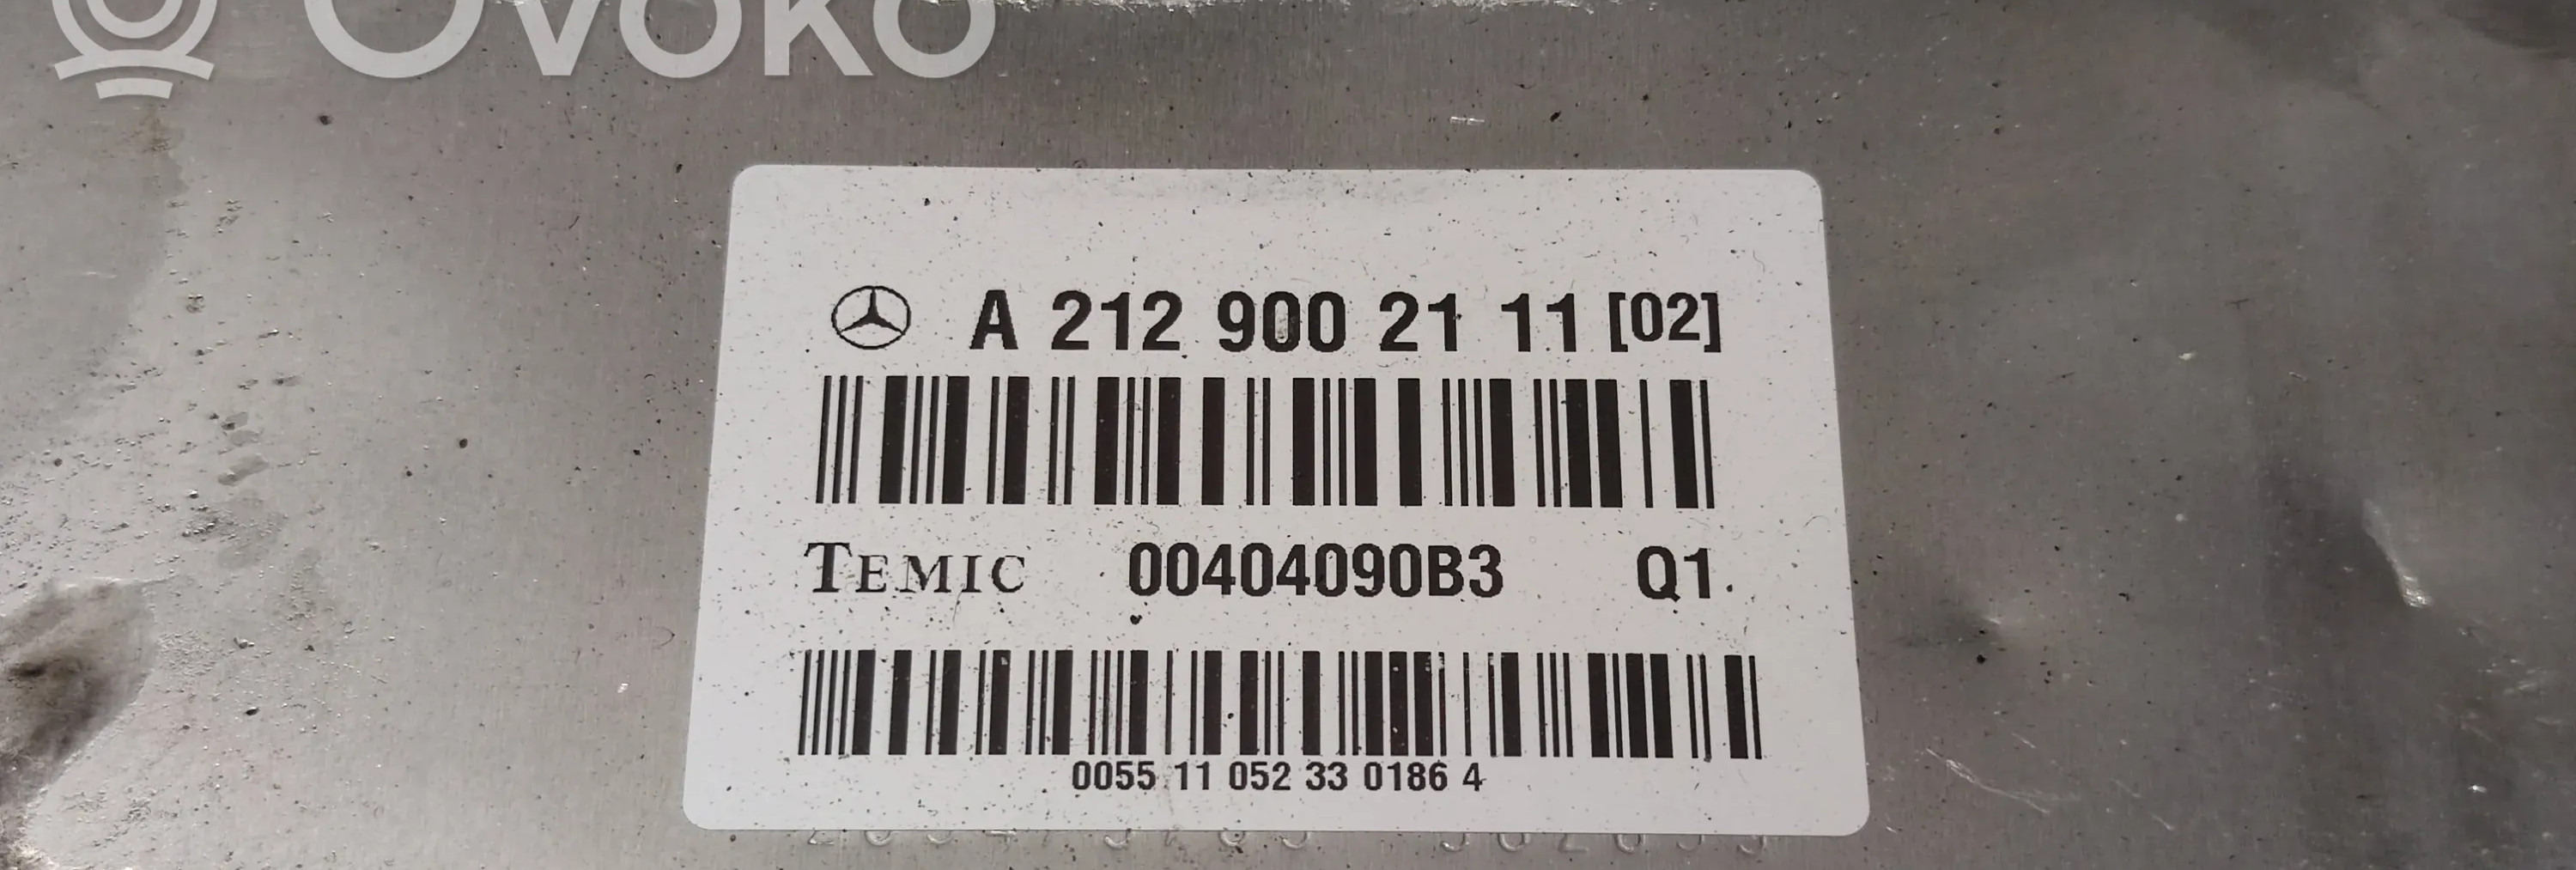 OVOKO
A 212 900 21 11 [02]
TEMIC 00404090B3 Q1
0055 11 052 33 0186 4